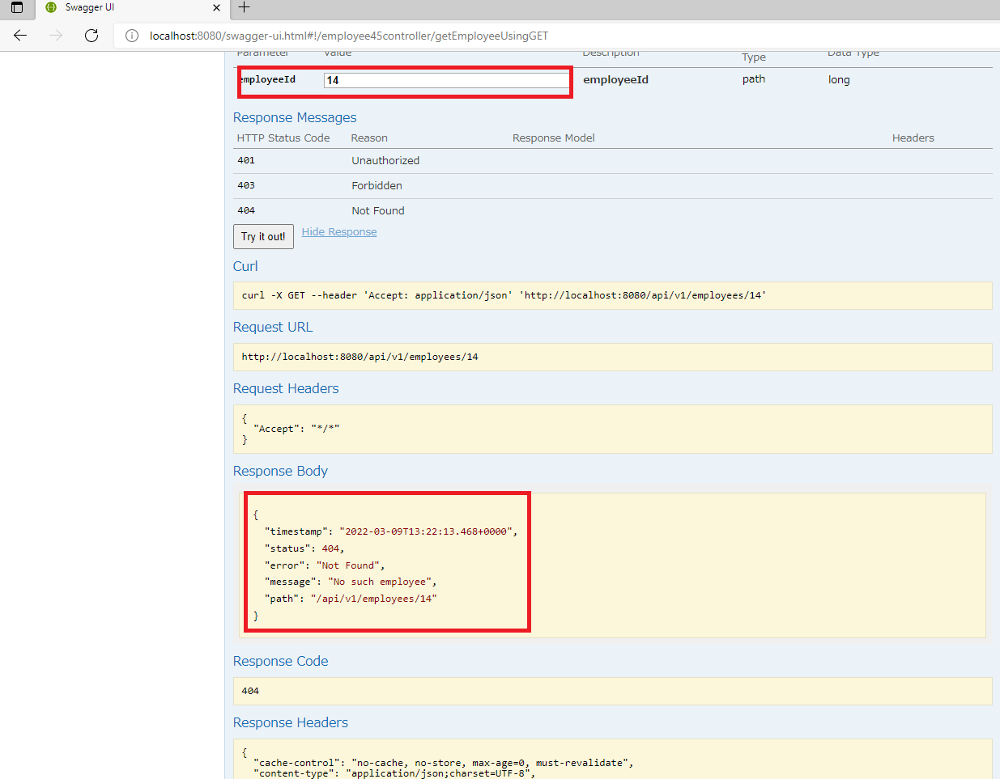 Swagger UI
localhost:8080/swagger-ui.html#!/employee45controller/getEmployeeUsingGET
Parameter Value Description Type Data Type
employeeId 14 employeeId path long
Response Messages
HTTP Status Code Reason Response Model Headers
401 Unauthorized
403 Forbidden
404 Not Found
Try it out! Hide Response
Curl
curl -X GET --header 'Accept: application/json' 'http://localhost:8080/api/v1/employees/14'
Request URL
http://localhost:8080/api/v1/employees/14
Request Headers
{
"Accept": "*/*"
}
Response Body
{
"timestamp": "2022-03-09T13:22:13.468+0000",
"status": 404,
"error": "Not Found",
"message": "No such employee",
"path": "/api/v1/employees/14"
}
Response Code
404
Response Headers
{
"cache-control": "no-cache, no-store, max-age=0, must-revalidate",
"content-type": "application/json;charset=UTF-8",